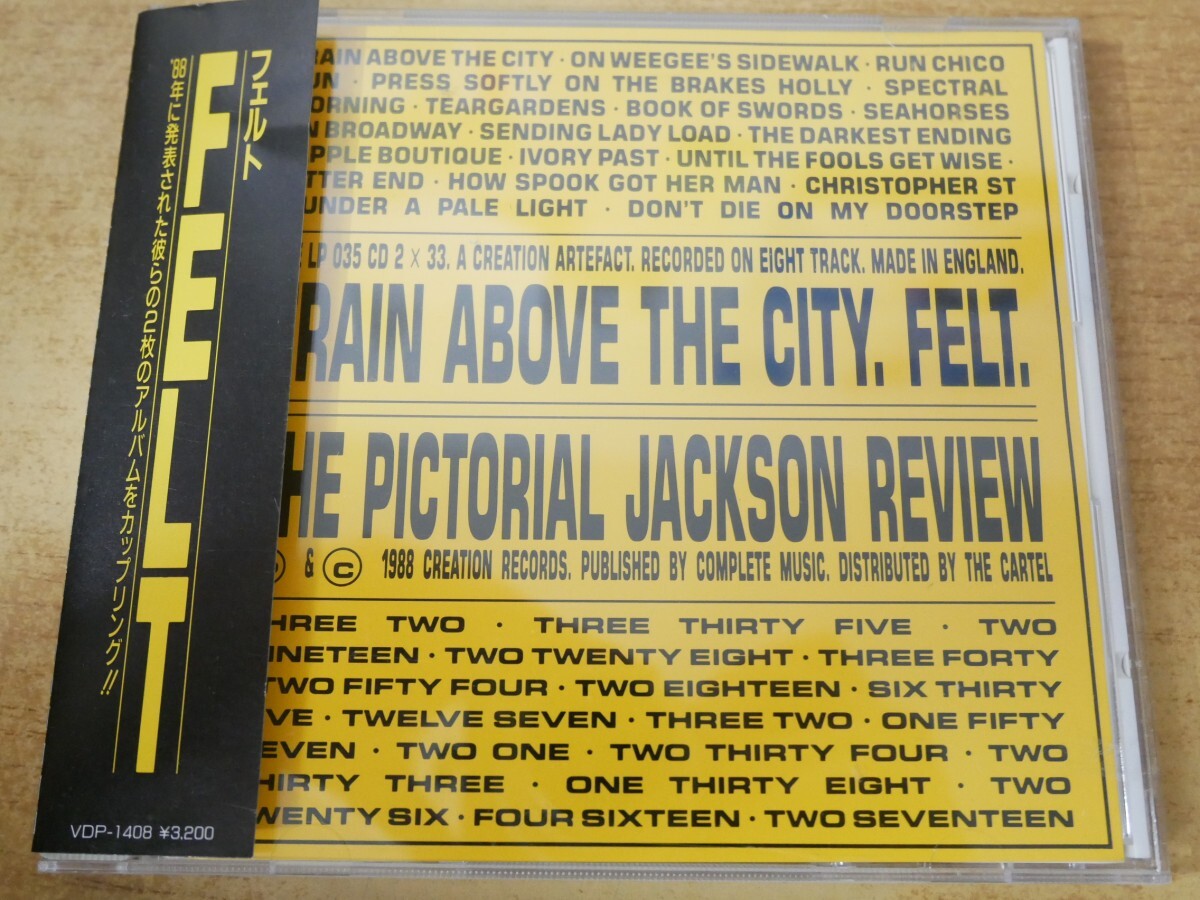 フェルト
FELT
'88年に発表された彼らの2枚のアルバムをカップリング!!
VDP-1408 ¥3,200
RAIN ABOVE THE CITY · ON WEEGEE'S SIDEWALK · RUN CHICO
UN · PRESS SOFTLY ON THE BRAKES HOLLY · SPECTRAL
ORNING · TEARGARDENS · BOOK OF SWORDS · SEAHORSES
N BROADWAY · SENDING LADY LOAD · THE DARKEST ENDING
PPLE BOUTIQUE · IVORY PAST · UNTIL THE FOOLS GET WISE ·
TTER END · HOW SPOOK GOT HER MAN · CHRISTOPHER ST
UNDER A PALE LIGHT · DON'T DIE ON MY DOORSTEP
E LP 035 CD 2 × 33. A CREATION ARTEFACT. RECORDED ON EIGHT TRACK. MADE IN ENGLAND.
RAIN ABOVE THE CITY. FELT.
HE PICTORIAL JACKSON REVIEW
& © 1988 CREATION RECORDS. PUBLISHED BY COMPLETE MUSIC. DISTRIBUTED BY THE CARTEL
HREE TWO · THREE THIRTY FIVE · TWO
INETEEN · TWO TWENTY EIGHT · THREE FORTY
TWO FIFTY FOUR · TWO EIGHTEEN · SIX THIRTY
VE · TWELVE SEVEN · THREE TWO · ONE FIFTY
EVEN · TWO ONE · TWO THIRTY FOUR · TWO
HIRTY THREE · ONE THIRTY EIGHT · TWO
WENTY SIX · FOUR SIXTEEN · TWO SEVENTEEN